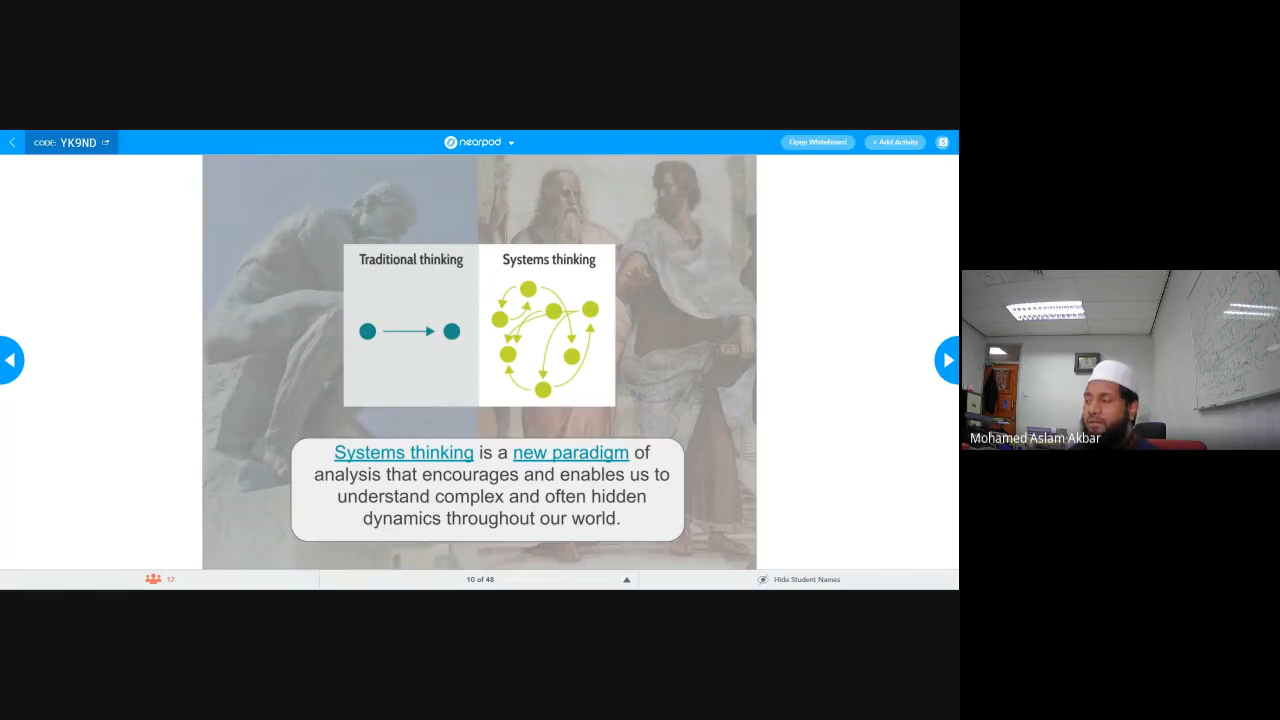 CODE: YK9ND
nearpod
Open Whiteboard
+ Add Activity
Traditional thinking
Systems thinking
Systems thinking is a new paradigm of
analysis that encourages and enables us to
understand complex and often hidden
dynamics throughout our world.
17
10 of 48
Hide Student Names
Mohamed Aslam Akbar